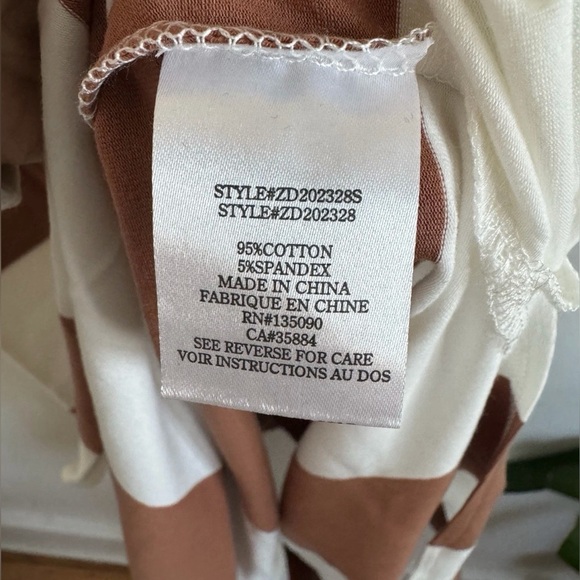 STYLE#ZD202328S
STYLE#ZD202328
95%COTTON
5%SPANDEX
MADE IN CHINA
FABRIQUE EN CHINE
RN#135090
CA#35884
SEE REVERSE FOR CARE
VOIR INSTRUCTIONS AU DOS